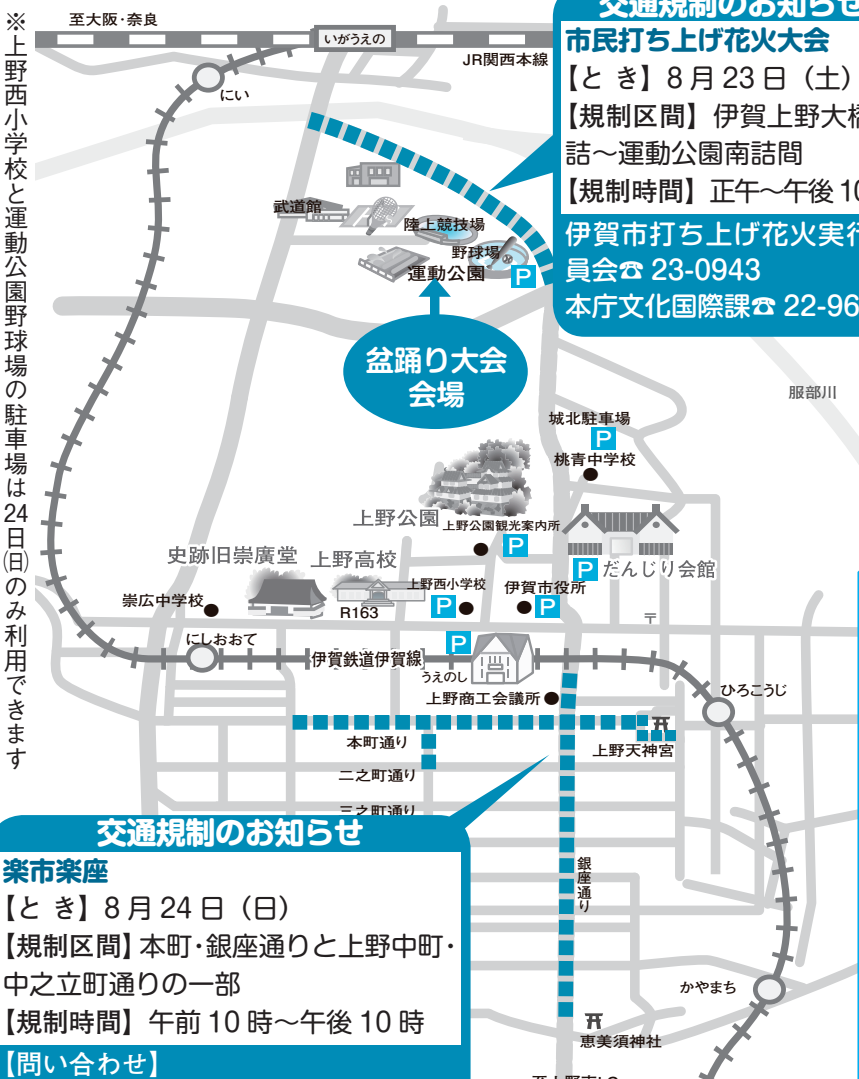 ※上野西小学校と運動公園野球場の駐車場は24日㈰のみ利用できます
至大阪・奈良
いがうえの
JR関西本線
にい
交通規制のお知らせ
市民打ち上げ花火大会
【と き】8月23日（土）
【規制区間】伊賀上野大橋
詰～運動公園南詰間
【規制時間】正午～午後10
伊賀市打ち上げ花火実行
員会☎23-0943
本庁文化国際課☎22-96
武道館
陸上競技場
野球場
運動公園
P
盆踊り大会
会場
服部川
城北駐車場
P
桃青中学校
上野公園
上野公園観光案内所
P
P だんじり会館
史跡旧崇廣堂
上野高校
上野西小学校
P
伊賀市役所
P
崇広中学校
R163
〒
にしおおて
伊賀鉄道伊賀線
P
うえのし
上野商工会議所
ひろこうじ
本町通り
上野天神宮
二之町通り
三之町通り
銀座通り
交通規制のお知らせ
楽市楽座
【と き】8月24日（日）
【規制区間】本町・銀座通りと上野中町・
中之立町通りの一部
【規制時間】午前10時～午後10時
【問い合わせ】
かやまち
恵美須神社